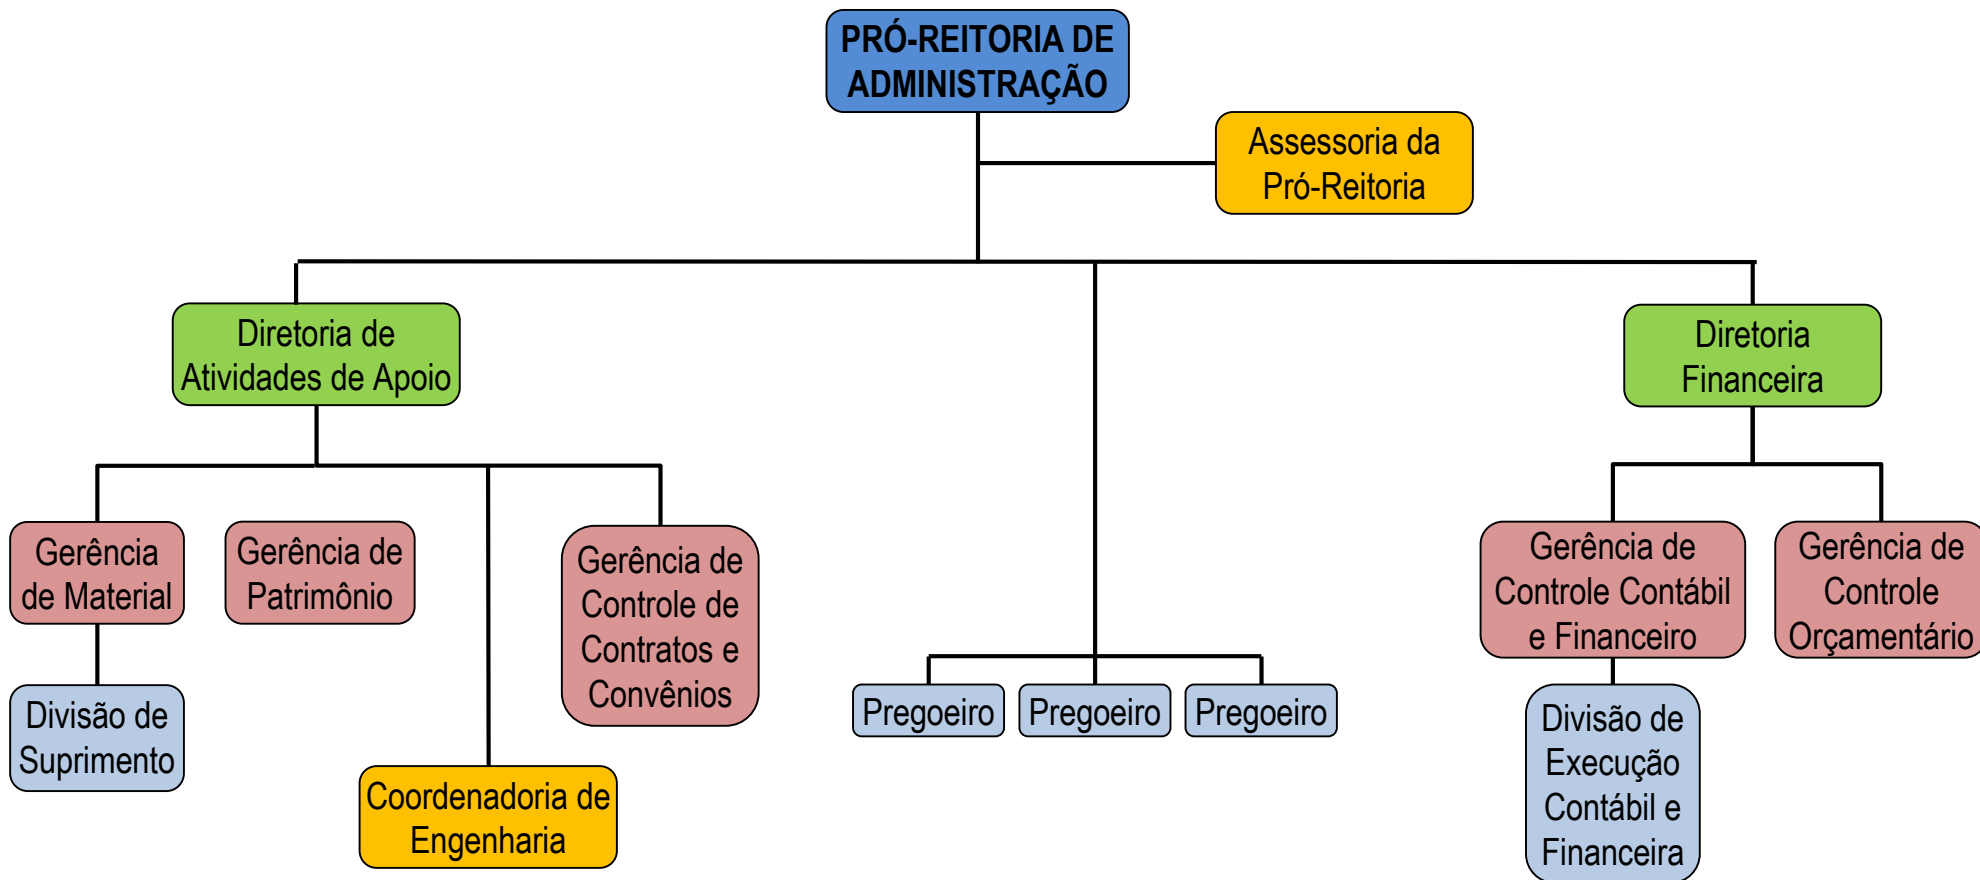 PRÓ-REITORIA DE
ADMINISTRAÇÃO
Assessoria da
Pró-Reitoria
Diretoria de
Atividades de Apoio
Diretoria
Financeira
Gerência
de Material
Gerência de
Patrimônio
Gerência de
Controle de
Contratos e
Convênios
Gerência de
Controle Contábil
e Financeiro
Gerência de
Controle
Orçamentário
Divisão de
Suprimento
Pregoeiro
Pregoeiro
Pregoeiro
Divisão de
Execução
Contábil e
Financeira
Coordenadoria de
Engenharia